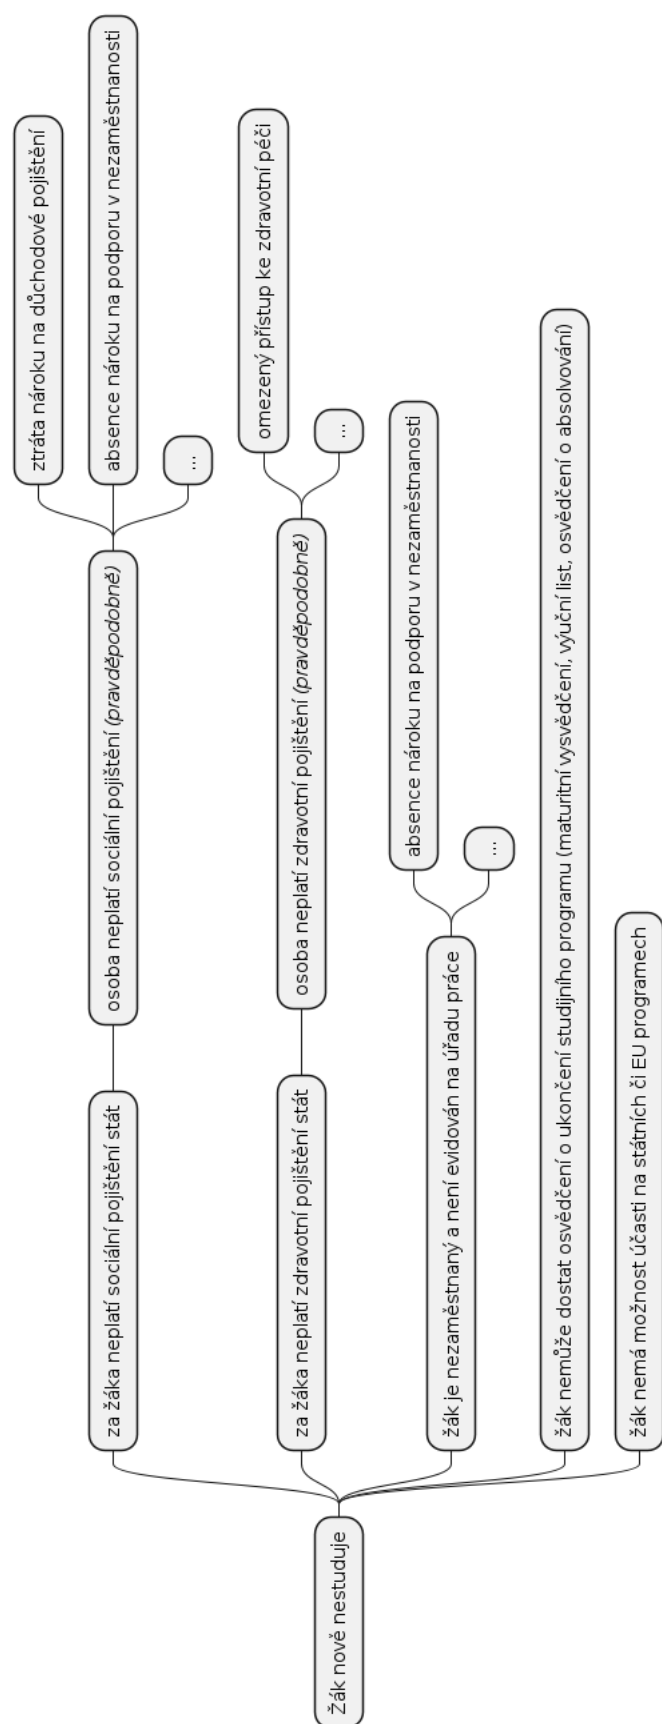 Žák nově nestuduje
za žáka neplatí sociální pojištění stát
osoba neplatí sociální pojištění (pravděpodobně)
ztráta nároku na důchodové pojištění
absence nároku na podporu v nezaměstnanosti
...
za žáka neplatí zdravotní pojištění stát
osoba neplatí zdravotní pojištění (pravděpodobně)
omezený přístup ke zdravotní péči
...
žák je nezaměstnaný a není evidován na úřadu práce
absence nároku na podporu v nezaměstnanosti
...
žák nemůže dostat osvědčení o ukončení studijního programu (maturitní vysvědčení, výuční list, osvědčení o absolvování)
žák nemá možnost účasti na státních či EU programech